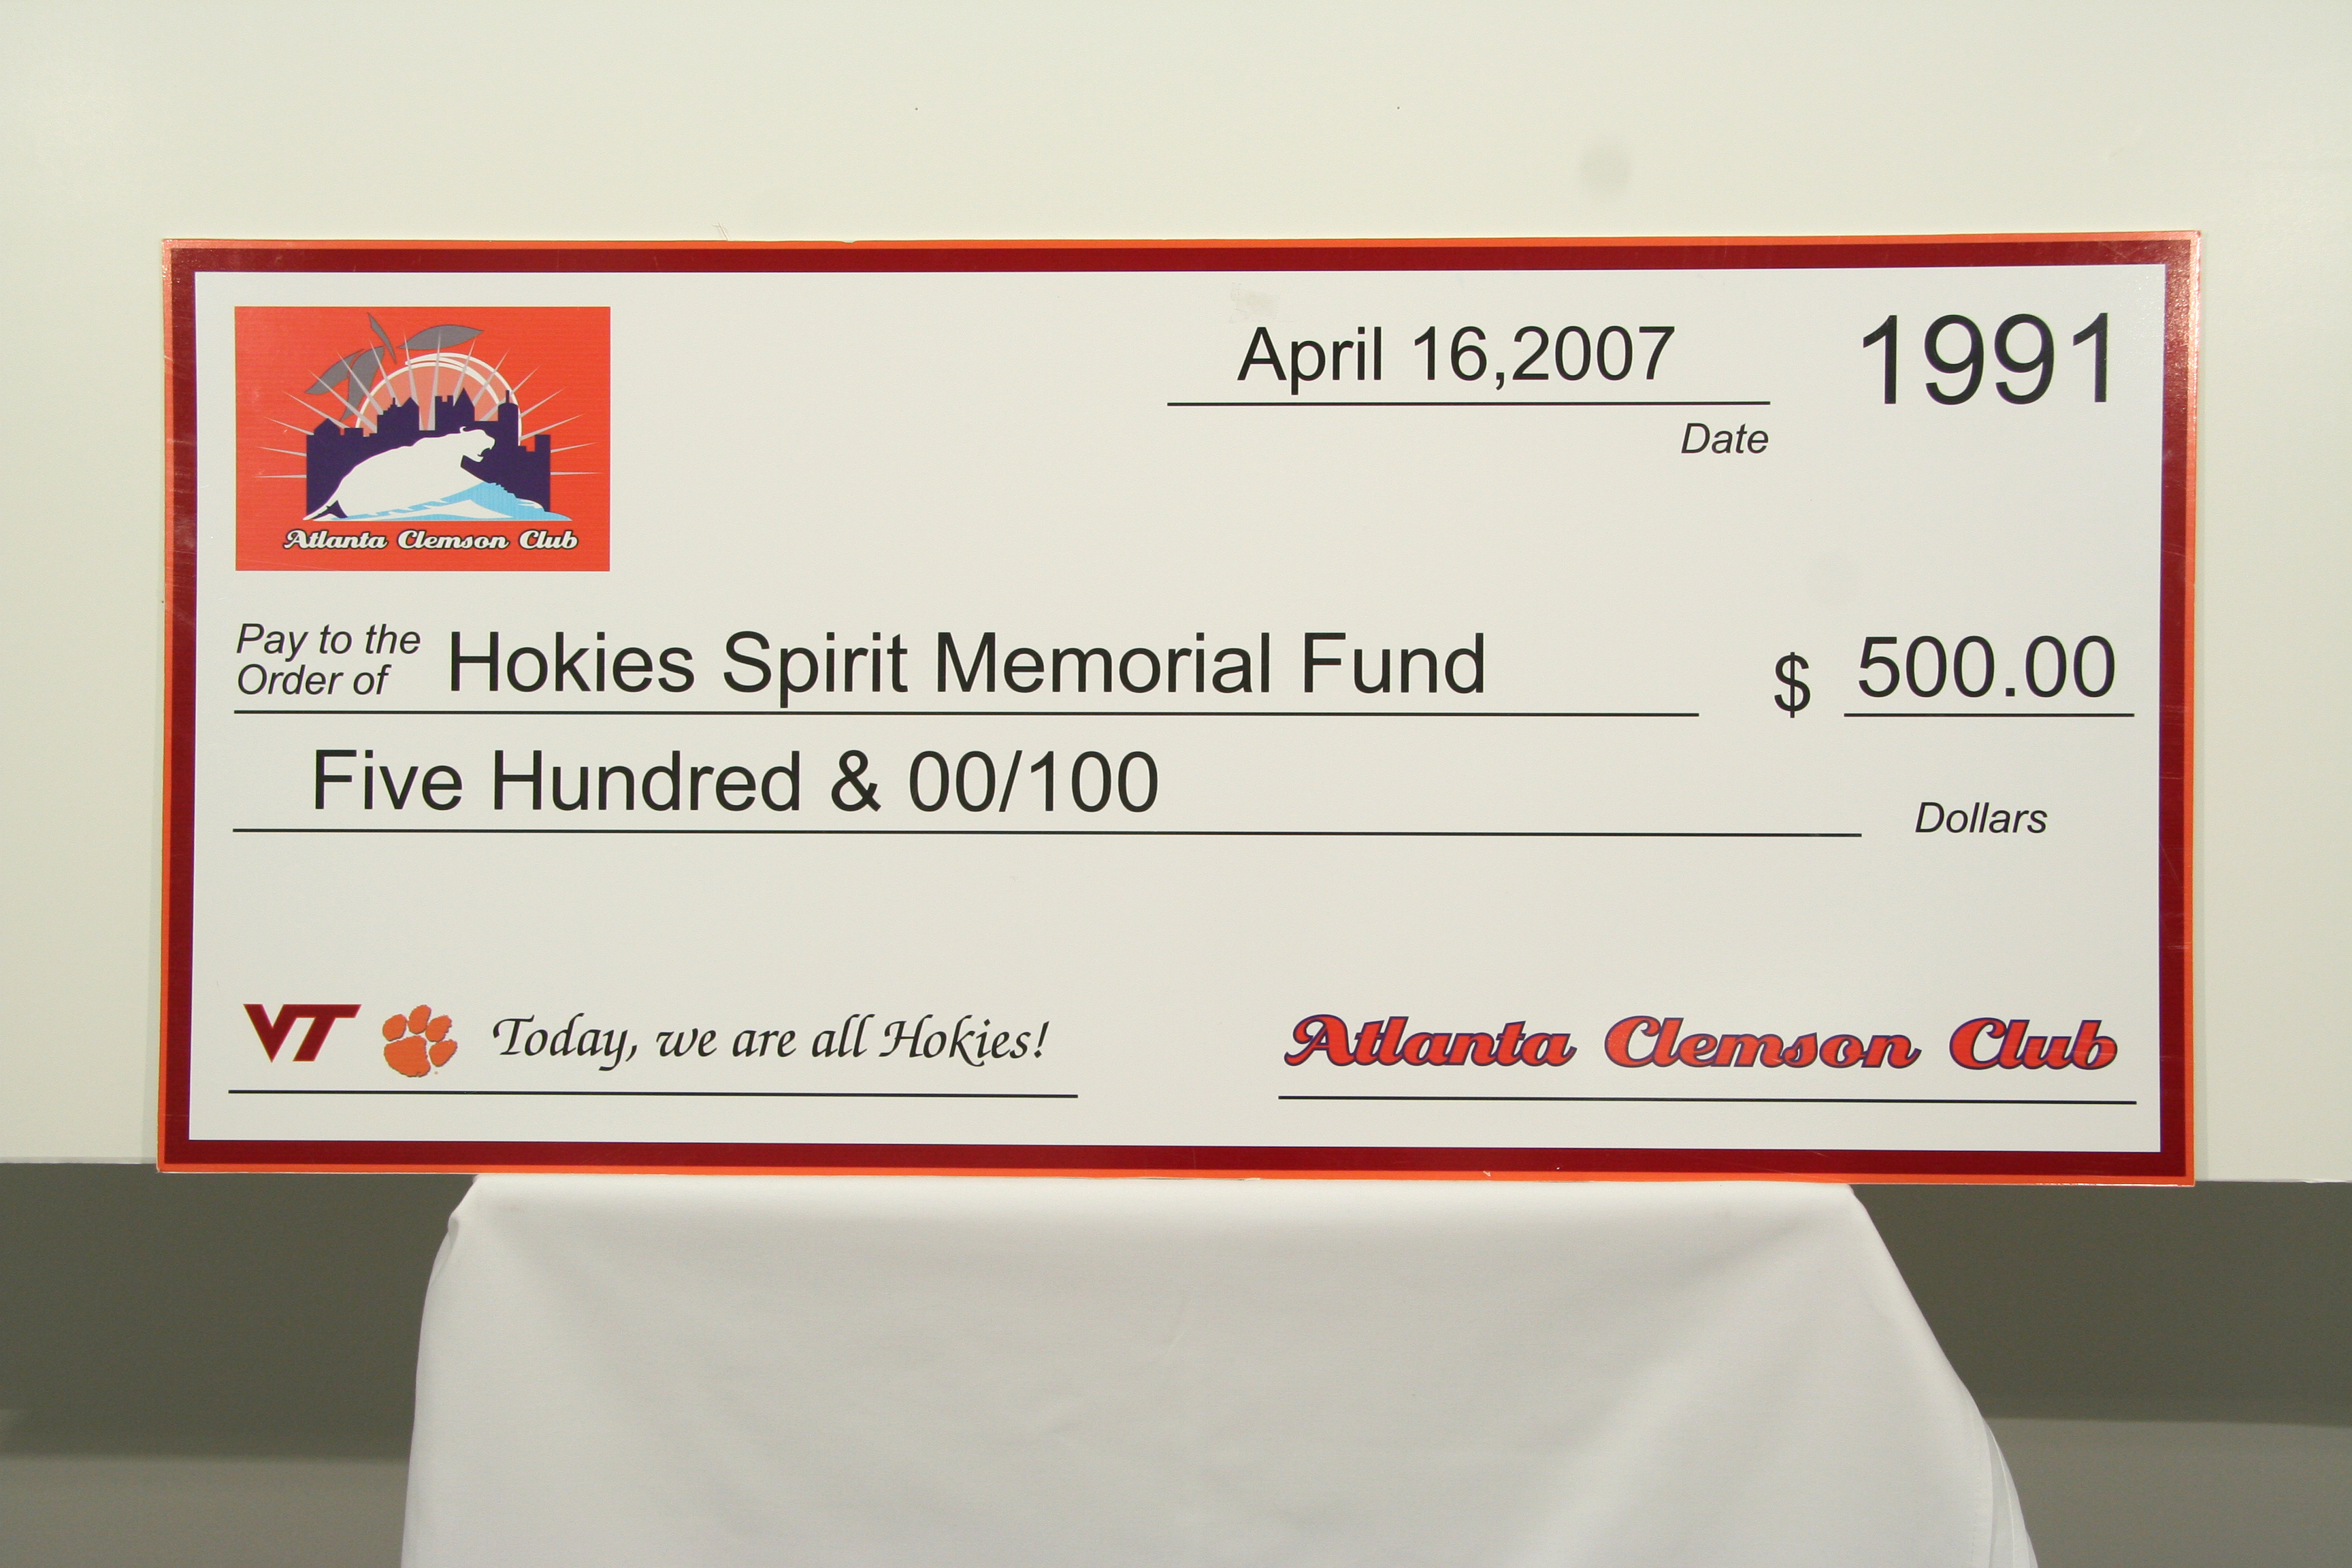 April 16,2007
1991
Date
Atlanta Clemson Club
Pay to the
Order of
Hokies Spirit Memorial Fund
$ 500.00
Five Hundred & 00/100
Dollars
VT
Today, we are all Hokies!
Atlanta Clemson Club